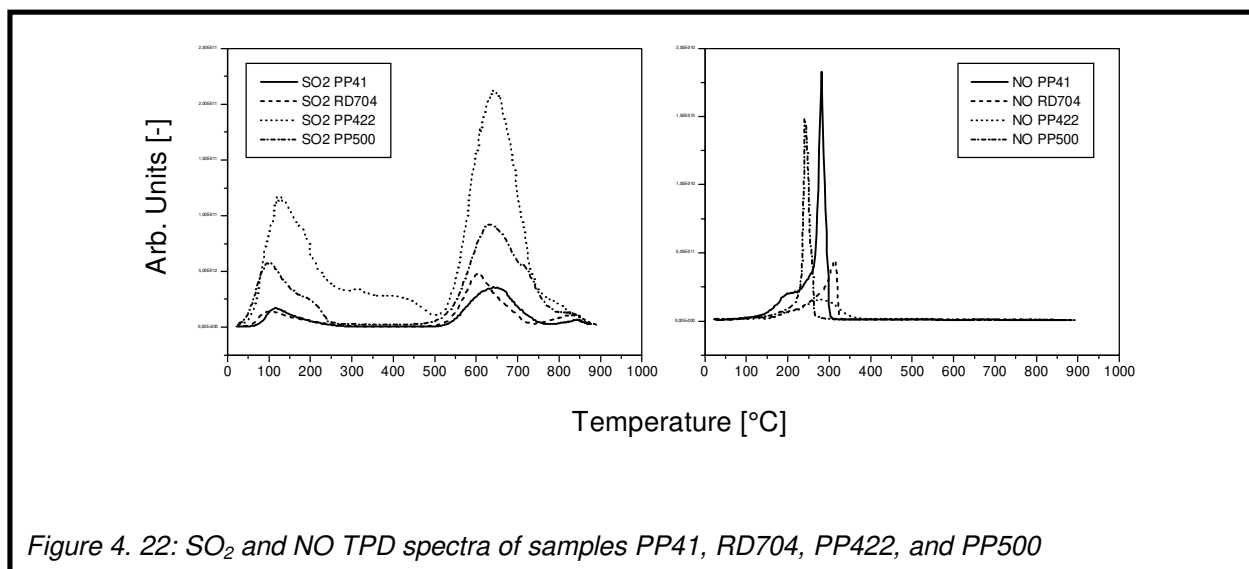 SO2 PP41
SO2 RD704
SO2 PP422
SO2 PP500
NO PP41
NO RD704
NO PP422
NO PP500
Arb. Units [-]
0 100 200 300 400 500 600 700 800 900 1000
0 100 200 300 400 500 600 700 800 900 1000
Temperature [°C]
Figure 4. 22: SO₂ and NO TPD spectra of samples PP41, RD704, PP422, and PP500